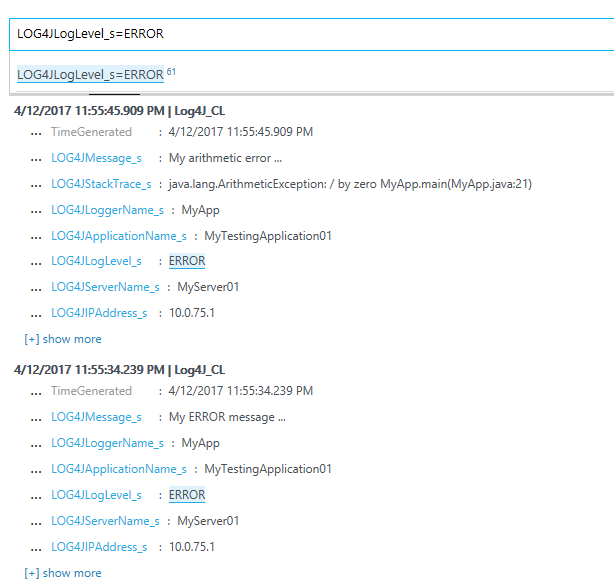 LOG4JLogLevel_s=ERROR
LOG4JLogLevel_s=ERROR 61
4/12/2017 11:55:45.909 PM | Log4J_CL
... TimeGenerated : 4/12/2017 11:55:45.909 PM
... LOG4JMessage_s : My arithmetic error ...
... LOG4JStackTrace_s : java.lang.ArithmeticException: / by zero MyApp.main(MyApp.java:21)
... LOG4JLoggerName_s : MyApp
... LOG4JApplicationName_s : MyTestingApplication01
... LOG4JLogLevel_s : ERROR
... LOG4JServerName_s : MyServer01
... LOG4JIPAddress_s : 10.0.75.1
[+] show more
4/12/2017 11:55:34.239 PM | Log4J_CL
... TimeGenerated : 4/12/2017 11:55:34.239 PM
... LOG4JMessage_s : My ERROR message ...
... LOG4JLoggerName_s : MyApp
... LOG4JApplicationName_s : MyTestingApplication01
... LOG4JLogLevel_s : ERROR
... LOG4JServerName_s : MyServer01
... LOG4JIPAddress_s : 10.0.75.1
[+] show more